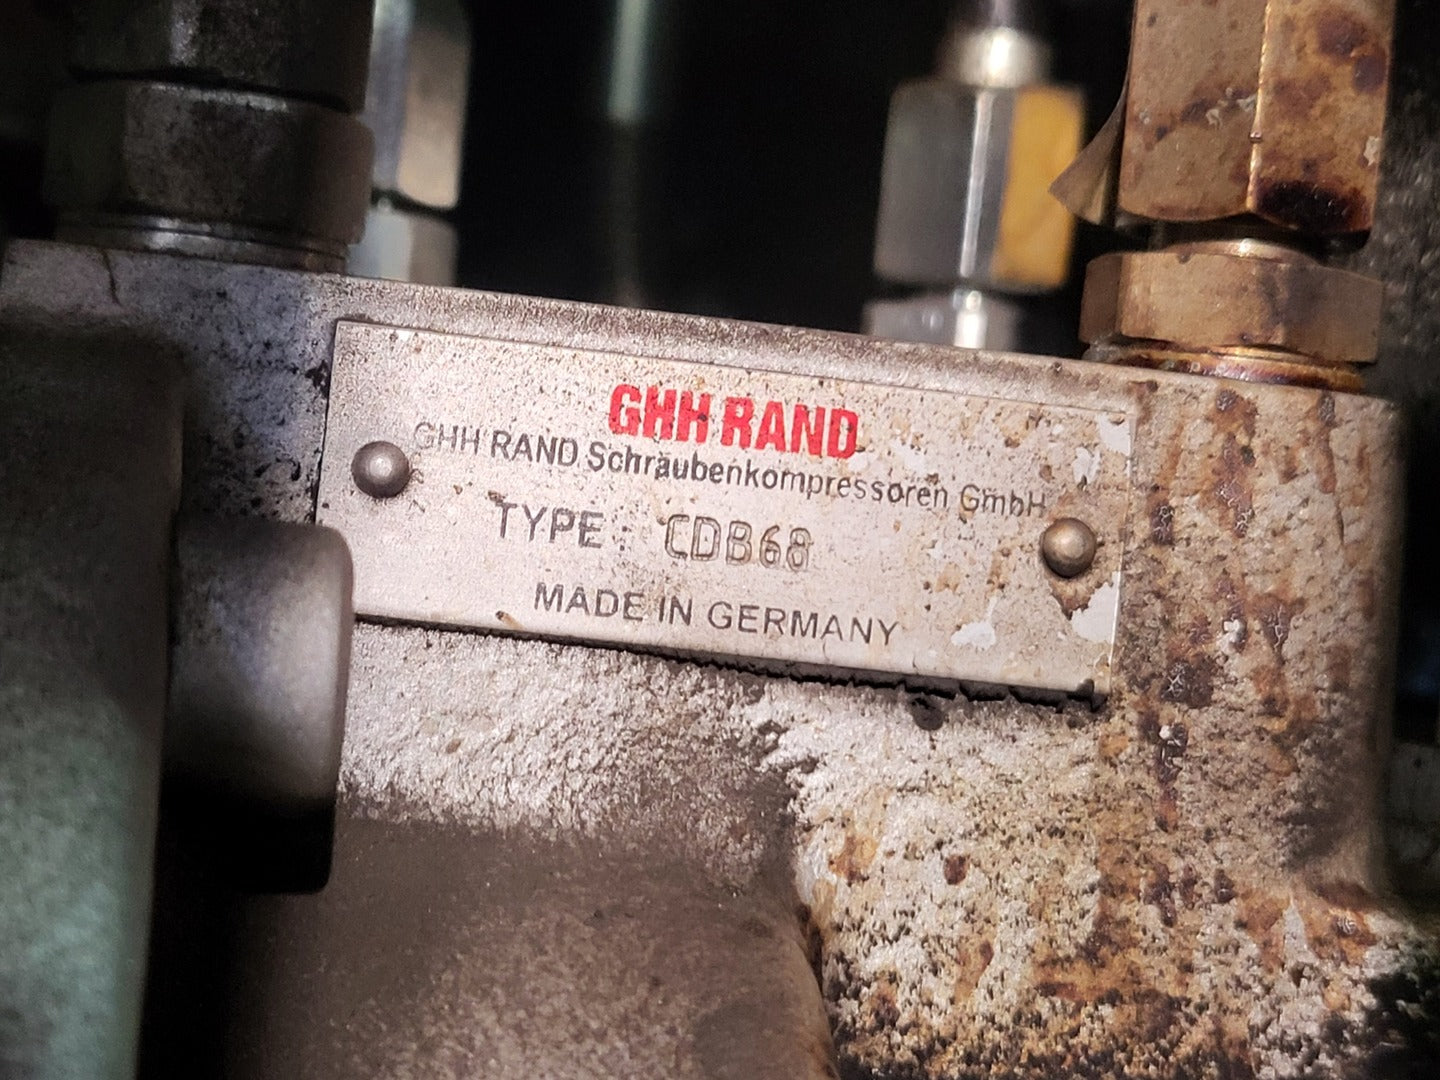 GHH RAND
GHH RAND Schraubenkompressoren GmbH
TYPE : CDB68
MADE IN GERMANY